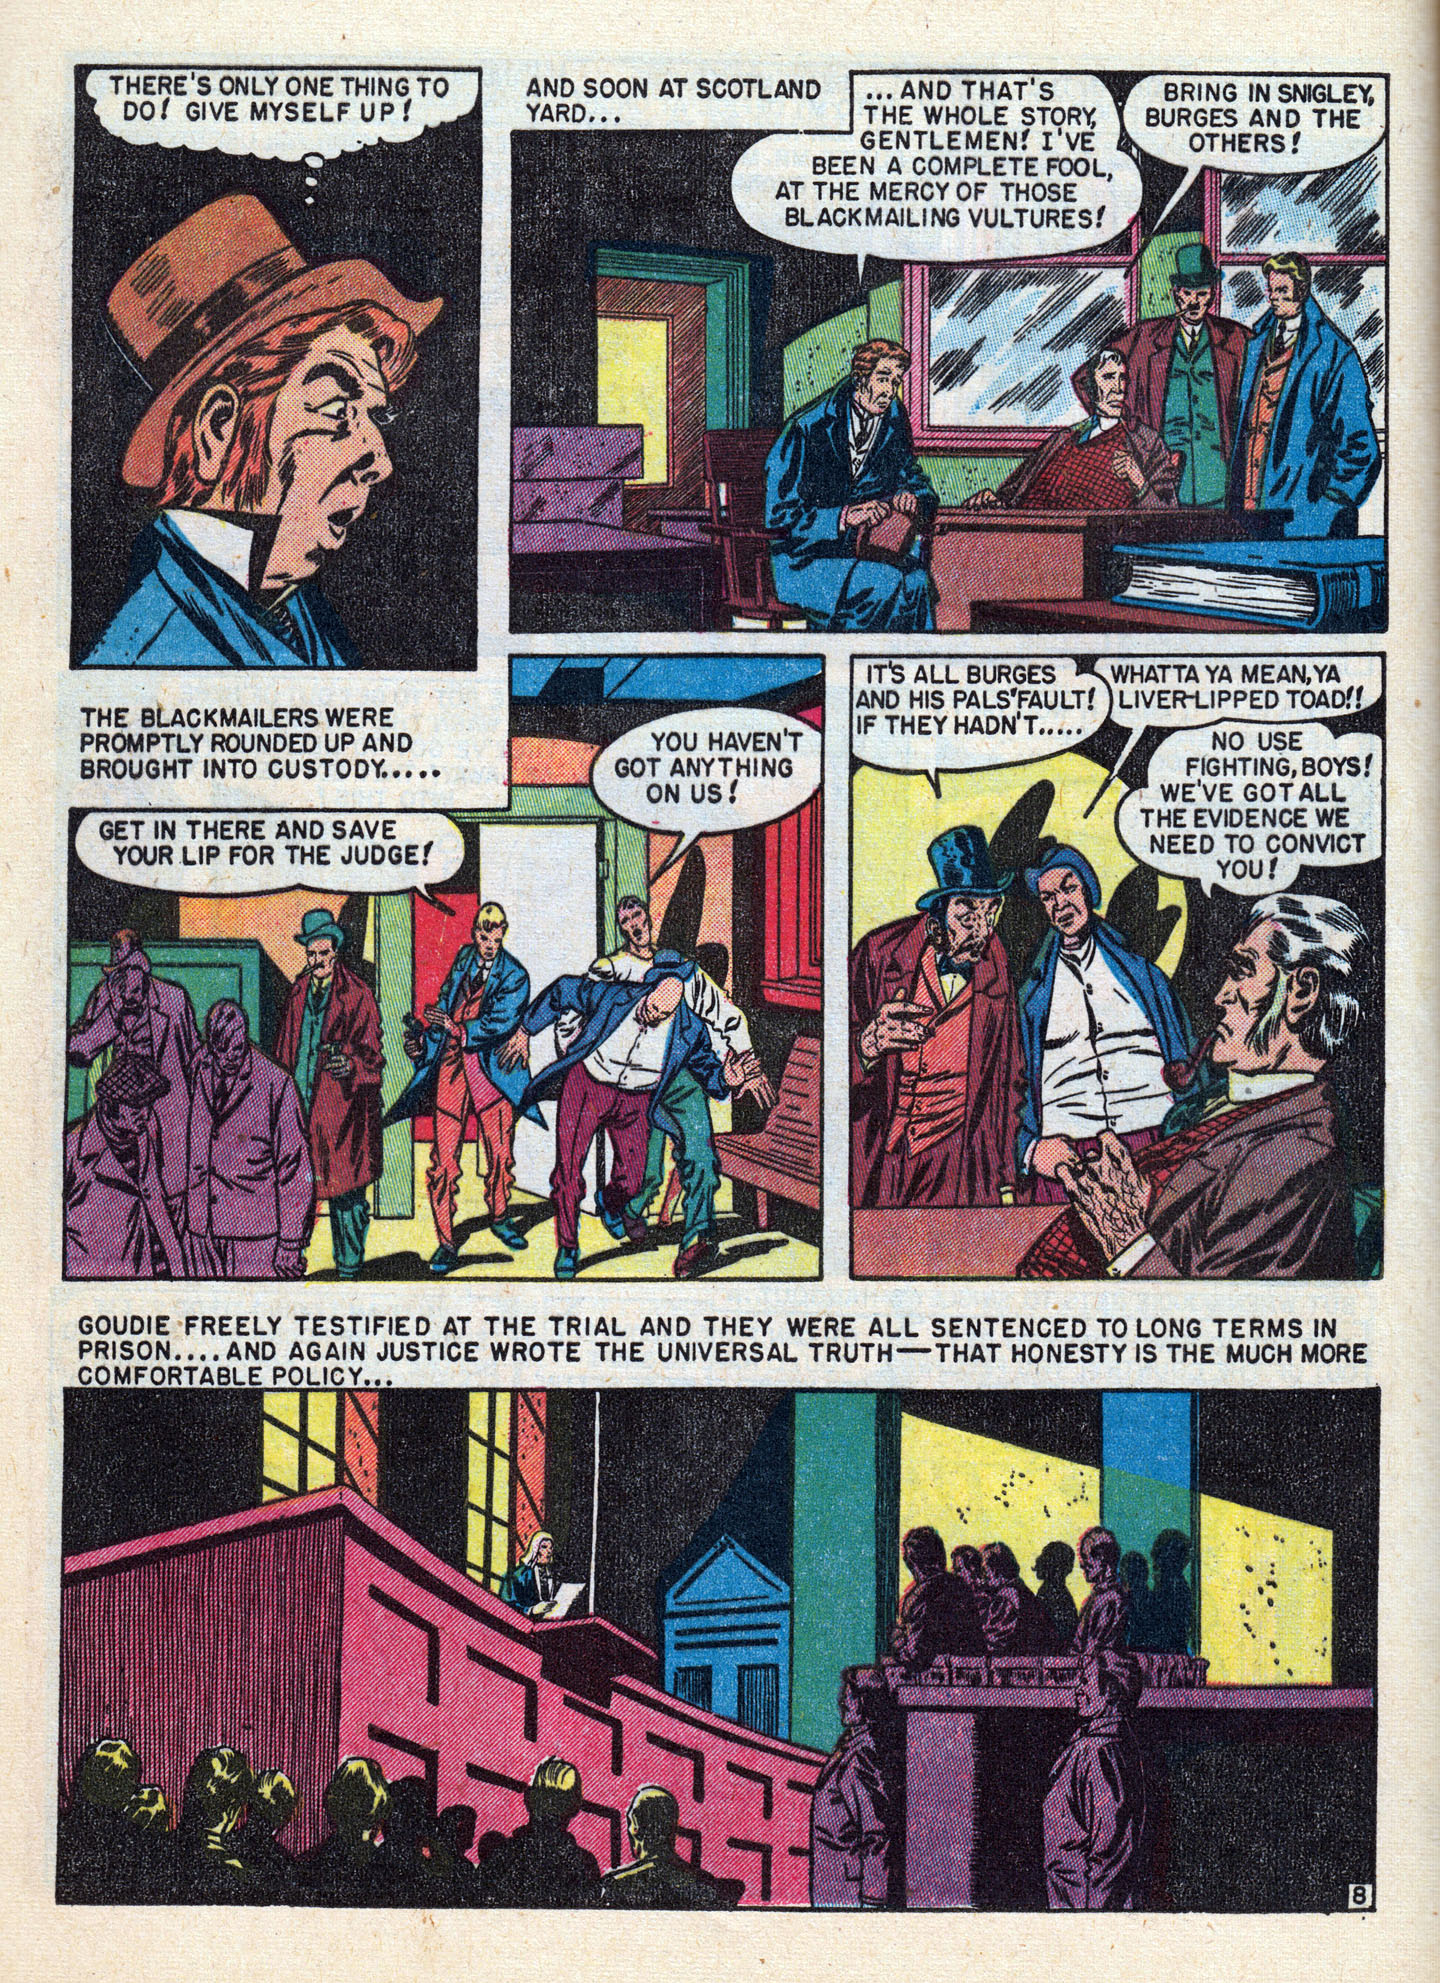 THERE'S ONLY ONE THING TO
DO! GIVE MYSELF UP!
AND SOON AT SCOTLAND
YARD...
...AND THAT'S
THE WHOLE STORY,
GENTLEMEN! I'VE
BEEN A COMPLETE FOOL,
AT THE MERCY OF THOSE
BLACKMAILING VULTURES!
BRING IN SNIGLEY,
BURGES AND THE
OTHERS!
THE BLACKMAILERS WERE
PROMPTLY ROUNDED UP AND
BROUGHT INTO CUSTODY.....
GET IN THERE AND SAVE
YOUR LIP FOR THE JUDGE!
YOU HAVEN'T
GOT ANYTHING
ON US!
IT'S ALL BURGES
AND HIS PALS' FAULT!
IF THEY HADN'T.....
WHATTA YA MEAN, YA
LIVER-LIPPED TOAD!!
NO USE
FIGHTING, BOYS!
WE'VE GOT ALL
THE EVIDENCE WE
NEED TO CONVICT
YOU!
GOUDIE FREELY TESTIFIED AT THE TRIAL AND THEY WERE ALL SENTENCED TO LONG TERMS IN
PRISON....AND AGAIN JUSTICE WROTE THE UNIVERSAL TRUTH—THAT HONESTY IS THE MUCH MORE
COMFORTABLE POLICY...
8